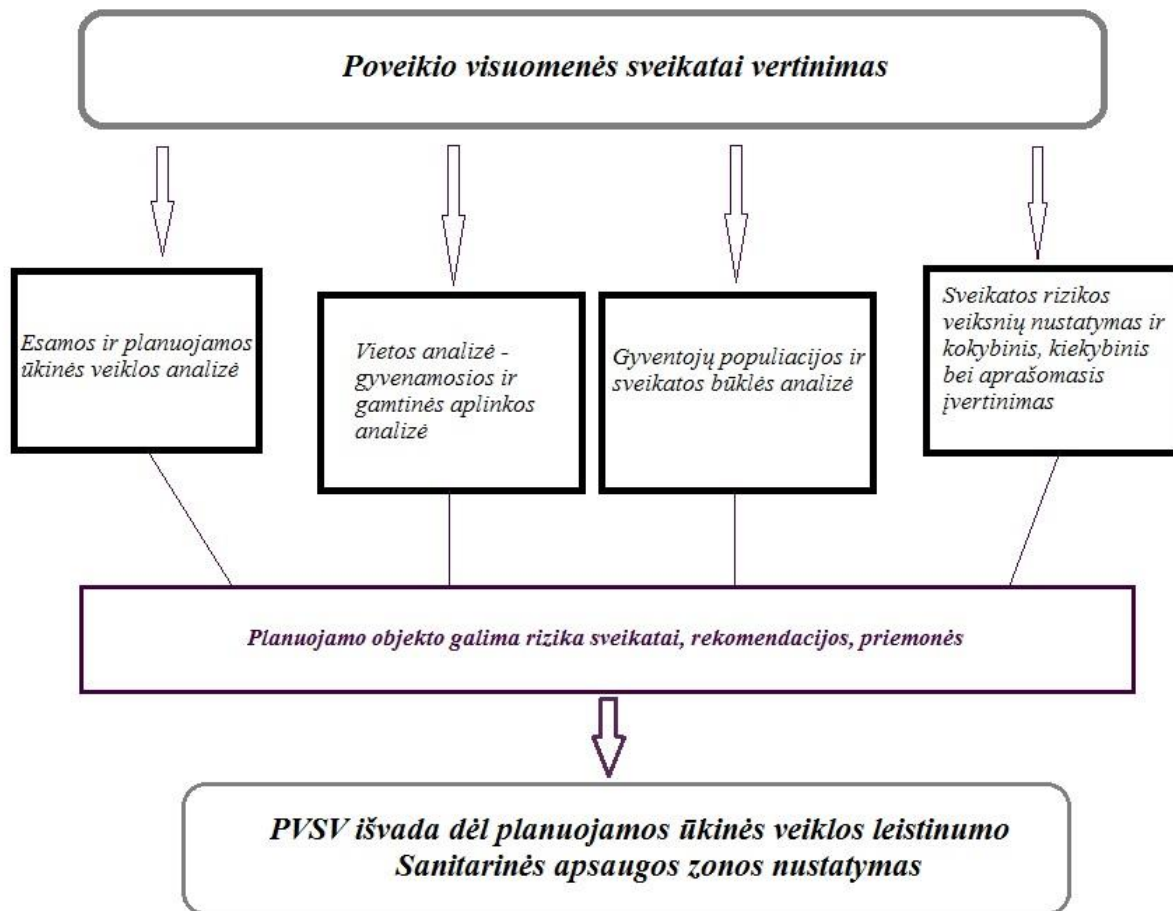 Poveikio visuomenės sveikatai vertinimas
Esamos ir planuojamos
ūkinės veiklos analizė
Vietos analizė -
gyvenamosios ir
gamtinės aplinkos
analizė
Gyventojų populiacijos ir
sveikatos būklės analizė
Sveikatos rizikos
veiksnių nustatymas ir
kokybinis, kiekybinis
bei aprašomasis
įvertinimas
Planuojamo objekto galima rizika sveikatai, rekomendacijos, priemonės
PVSV išvada dėl planuojamos ūkinės veiklos leistinumo
Sanitarinės apsaugos zonos nustatymas